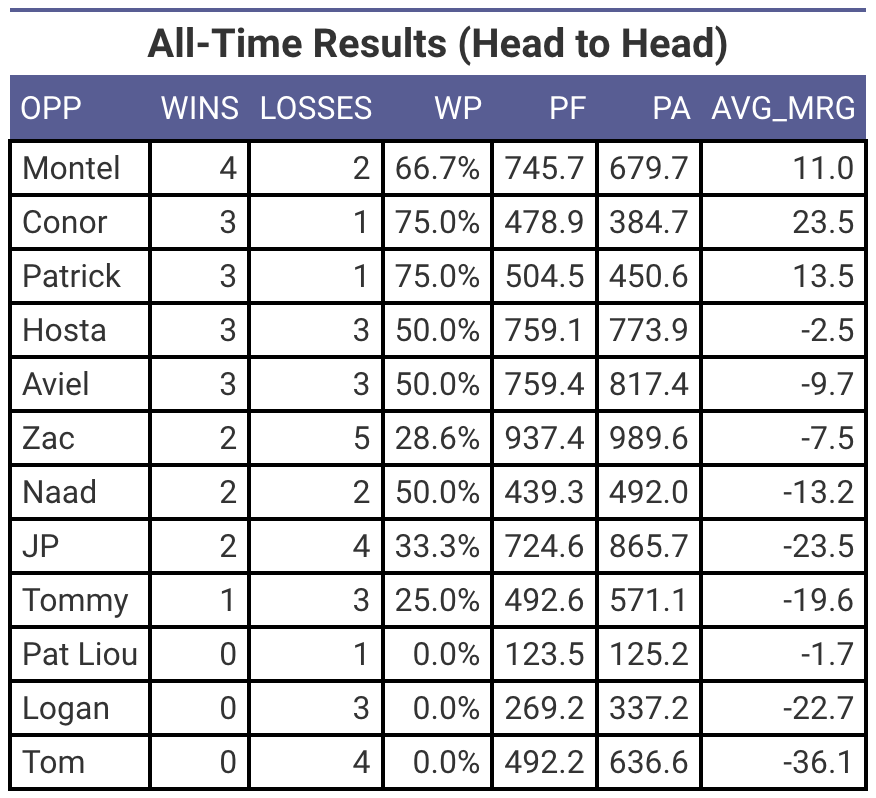 All-Time Results (Head to Head)
OPP WINS LOSSES WP PF PA AVG_MRG
Montel 4 2 66.7% 745.7 679.7 11.0
Conor 3 1 75.0% 478.9 384.7 23.5
Patrick 3 1 75.0% 504.5 450.6 13.5
Hosta 3 3 50.0% 759.1 773.9 -2.5
Aviel 3 3 50.0% 759.4 817.4 -9.7
Zac 2 5 28.6% 937.4 989.6 -7.5
Naad 2 2 50.0% 439.3 492.0 -13.2
JP 2 4 33.3% 724.6 865.7 -23.5
Tommy 1 3 25.0% 492.6 571.1 -19.6
Pat Liou 0 1 0.0% 123.5 125.2 -1.7
Logan 0 3 0.0% 269.2 337.2 -22.7
Tom 0 4 0.0% 492.2 636.6 -36.1